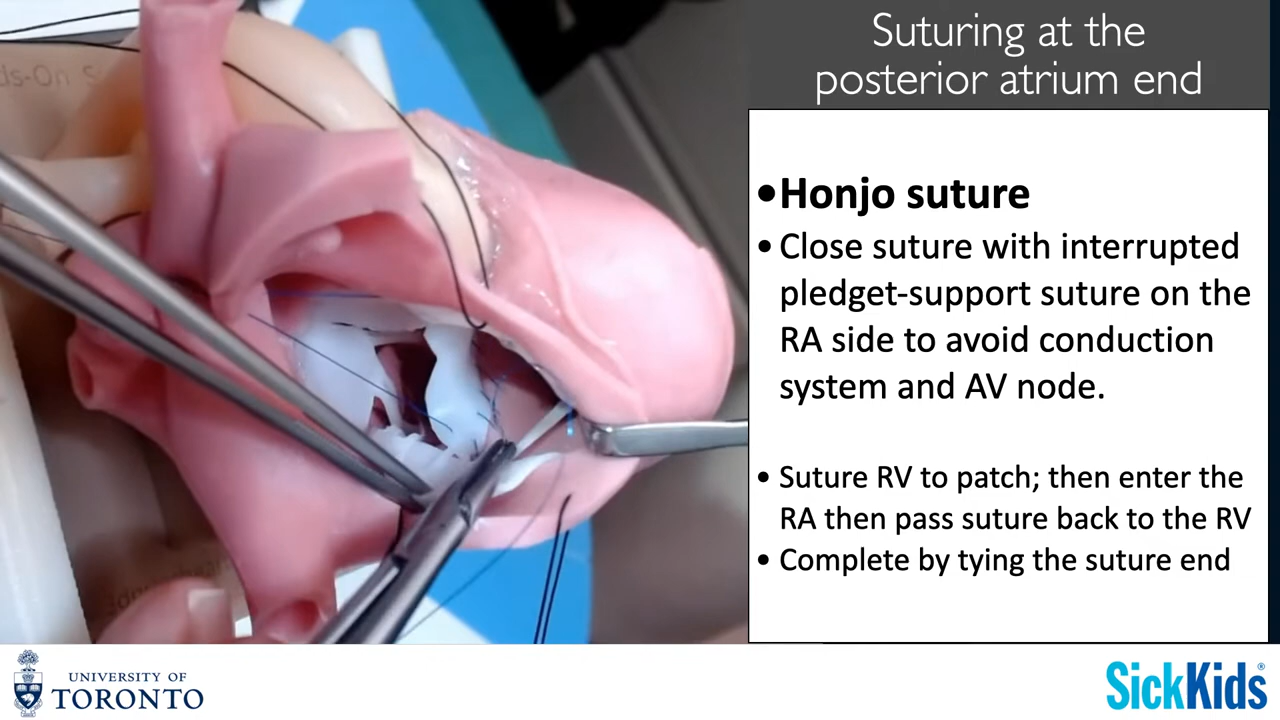 Suturing at the
posterior atrium end
•Honjo suture
• Close suture with interrupted
pledget-support suture on the
RA side to avoid conduction
system and AV node.
• Suture RV to patch; then enter the
RA then pass suture back to the RV
• Complete by tying the suture end
UNIVERSITY OF
TORONTO
SickKids®